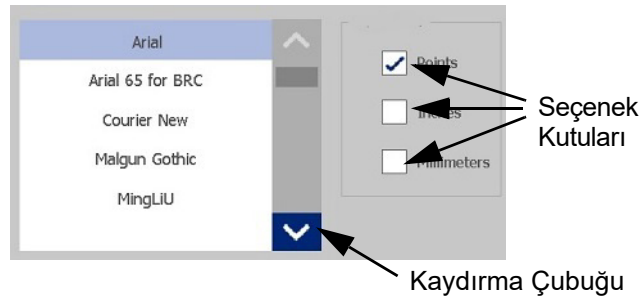 Arial
Arial 65 for BRC
Courier New
Malgun Gothic
MingLiU
Points
Inches
Millimeters
Seçenek
Kutuları
Kaydırma Çubuğu